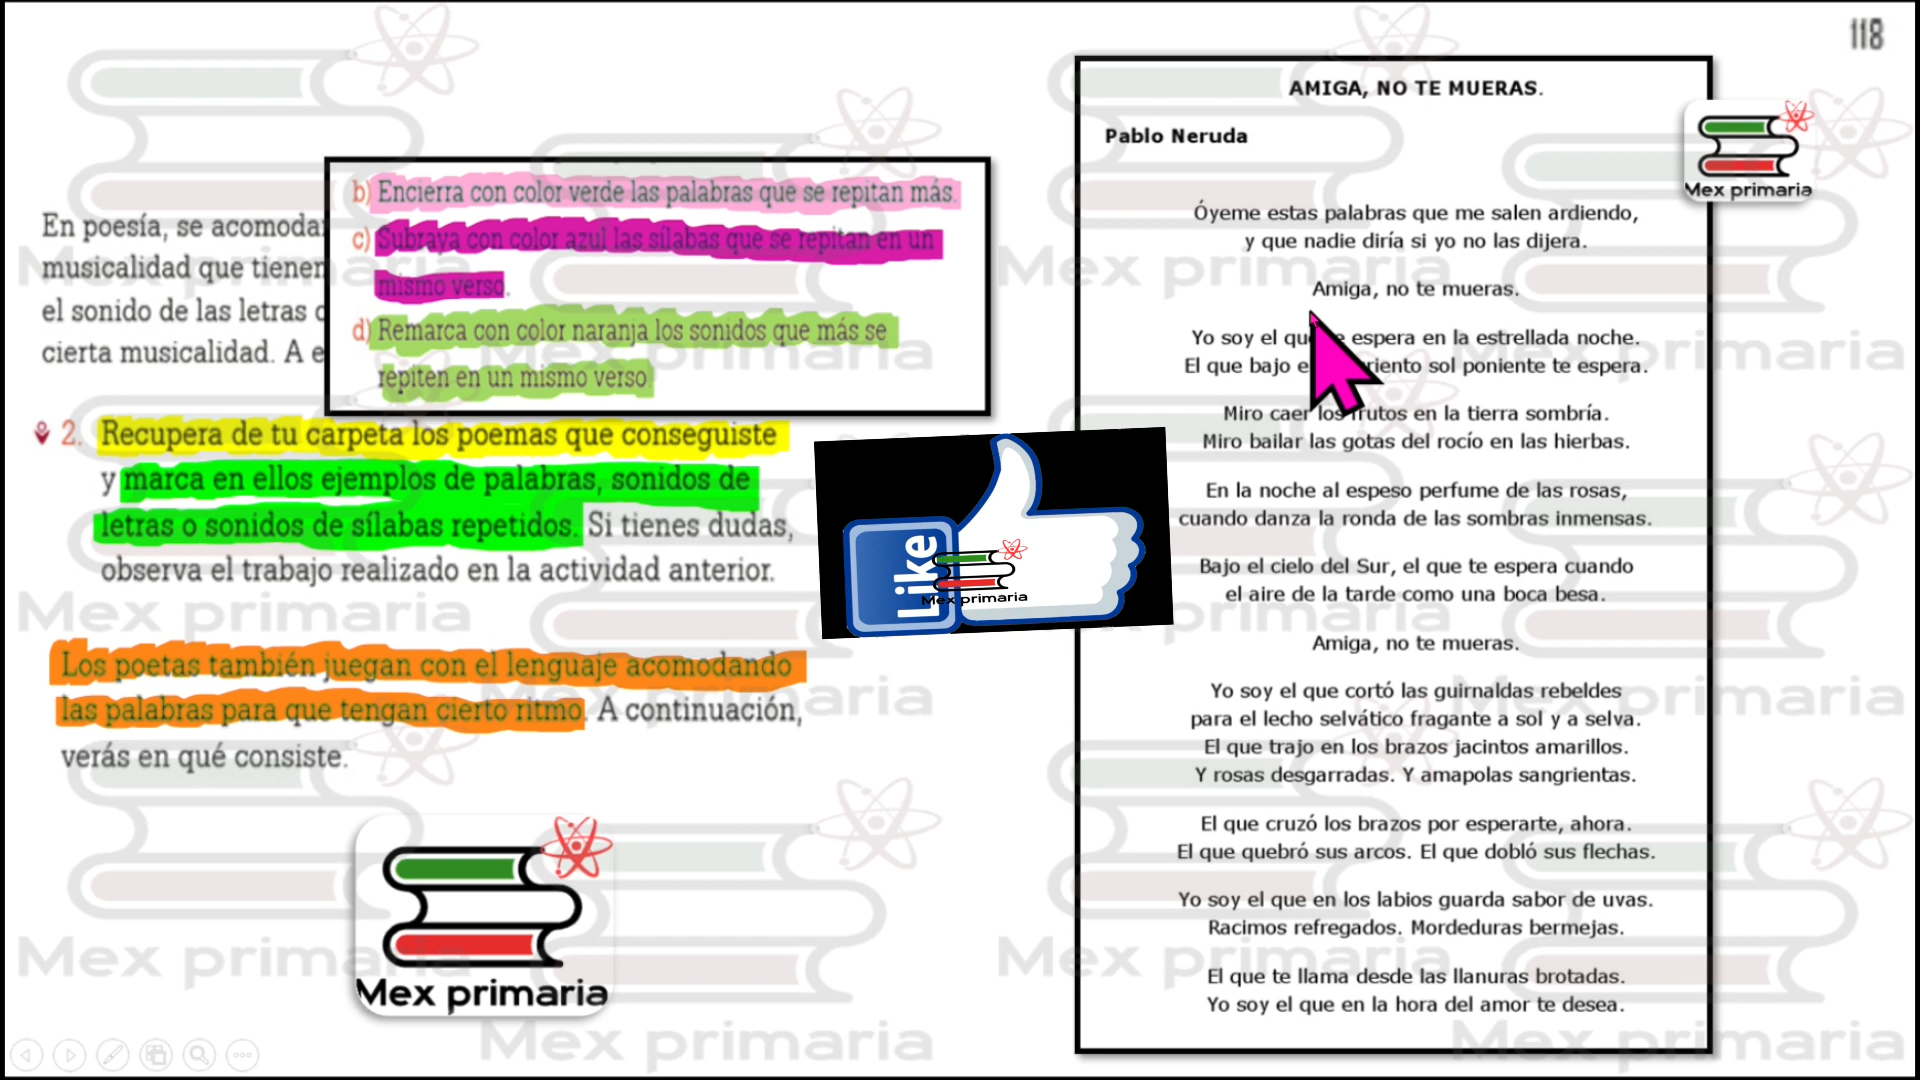 118
En poesía, se acomodar
musicalidad que tienen
el sonido de las letras
cierta musicalidad. A e
b) Encierra con color verde las palabras que se repitan más.
c) Subraya con color azul las sílabas que se repitan en un
mismo verso.
d) Remarca con color naranja los sonidos que más se
repiten en un mismo verso.
2. Recupera de tu carpeta los poemas que conseguiste
y marca en ellos ejemplos de palabras, sonidos de
letras o sonidos de sílabas repetidos. Si tienes dudas,
observa el trabajo realizado en la actividad anterior.
Los poetas también juegan con el lenguaje acomodando
las palabras para que tengan cierto ritmo. A continuación,
verás en qué consiste.
Mex primaria
Like
Mex primaria
AMIGA, NO TE MUERAS.
Pablo Neruda
Óyeme estas palabras que me salen ardiendo,
y que nadie diría si yo no las dijera.
Amiga, no te mueras.
Yo soy el que espera en la estrellada noche.
El que bajo sol poniente te espera.
Miro caer los frutos en la tierra sombría.
Miro bailar las gotas del rocío en las hierbas.
En la noche al espeso perfume de las rosas,
cuando danza la ronda de las sombras inmensas.
Bajo el cielo del Sur, el que te espera cuando
el aire de la tarde como una boca besa.
Amiga, no te mueras.
Yo soy el que cortó las guirnaldas rebeldes
para el lecho selvático fragante a sol y a selva.
El que trajo en los brazos jacintos amarillos.
Y rosas desgarradas. Y amapolas sangrientas.
El que cruzó los brazos por esperarte, ahora.
El que quebró sus arcos. El que dobló sus flechas.
Yo soy el que en los labios guarda sabor de uvas.
Racimos refregados. Mordeduras bermejas.
El que te llama desde las llanuras brotadas.
Yo soy el que en la hora del amor te desea.
Mex primaria